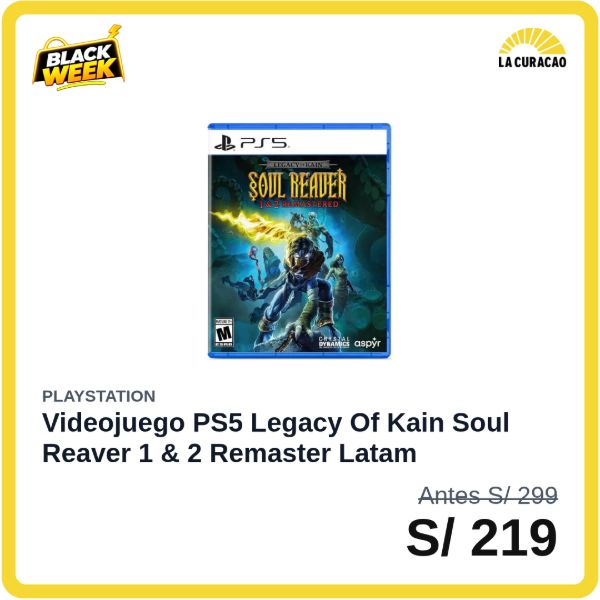 BLACK
WEEK
LA CURACAO
PS5
LEGACY OF KAIN
SOUL REAVER
1 & 2 REMASTERED
M
CRYSTAL
DYNAMICS
aspyr
PLAYSTATION
Videojuego PS5 Legacy Of Kain Soul
Reaver 1 & 2 Remaster Latam
Antes S/ 299
S/ 219